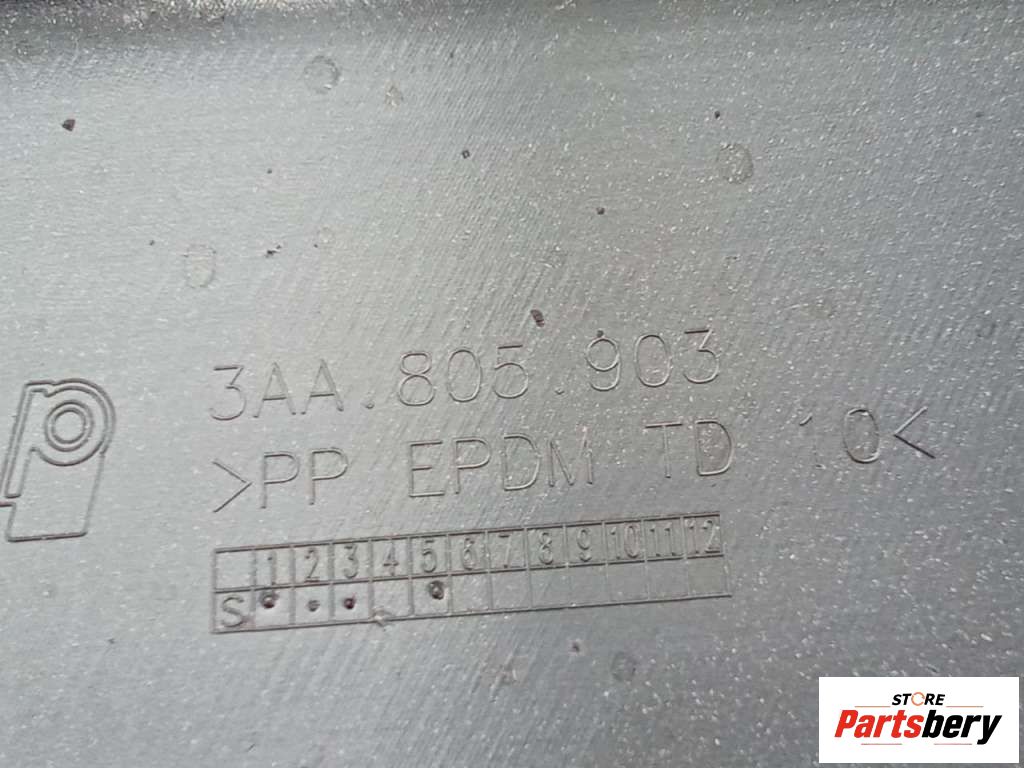 3AA.805.903
>PP EPDM TD 10<
1 2 3 4 5 6 7 8 9 10 11 12
S
STORE
Partsbery